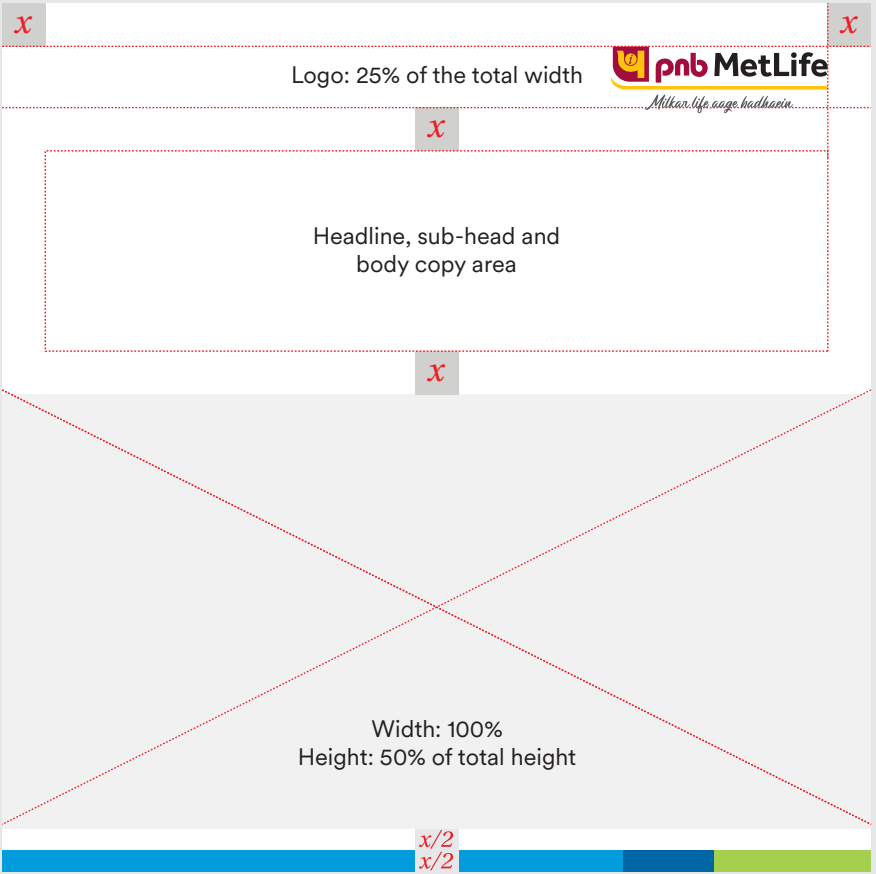 x
x
Logo: 25% of the total width
pnb MetLife
Milkar life aage badhaein
x
Headline, sub-head and
body copy area
x
Width: 100%
Height: 50% of total height
x/2
x/2